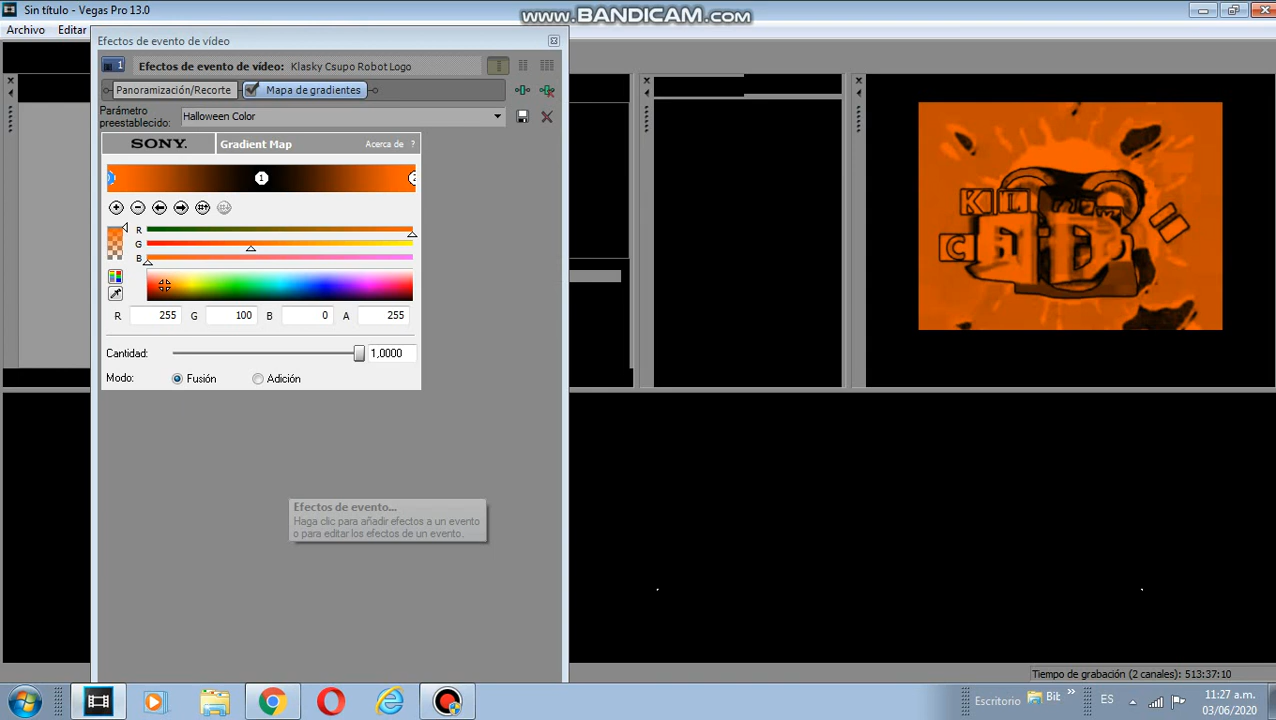 Sin título - Vegas Pro 13.0
www.BANDICAM.com
Archivo Editar
Efectos de evento de vídeo
1 Efectos de evento de vídeo: Klasky Csupo Robot Logo
Panoramización/Recorte Mapa de gradientes
Parámetro preestablecido: Halloween Color
SONY. Gradient Map Acerca de ?
1 2
R
G
B
R 255 G 100 B 0 A 255
Cantidad: 1,0000
Modo: Fusión Adición
Efectos de evento...
Haga clic para añadir efectos a un evento
o para editar los efectos de un evento.
K L
C
Tiempo de grabación (2 canales): 513:37:10
Escritorio Bit » ES 11:27 a.m.
03/06/2020